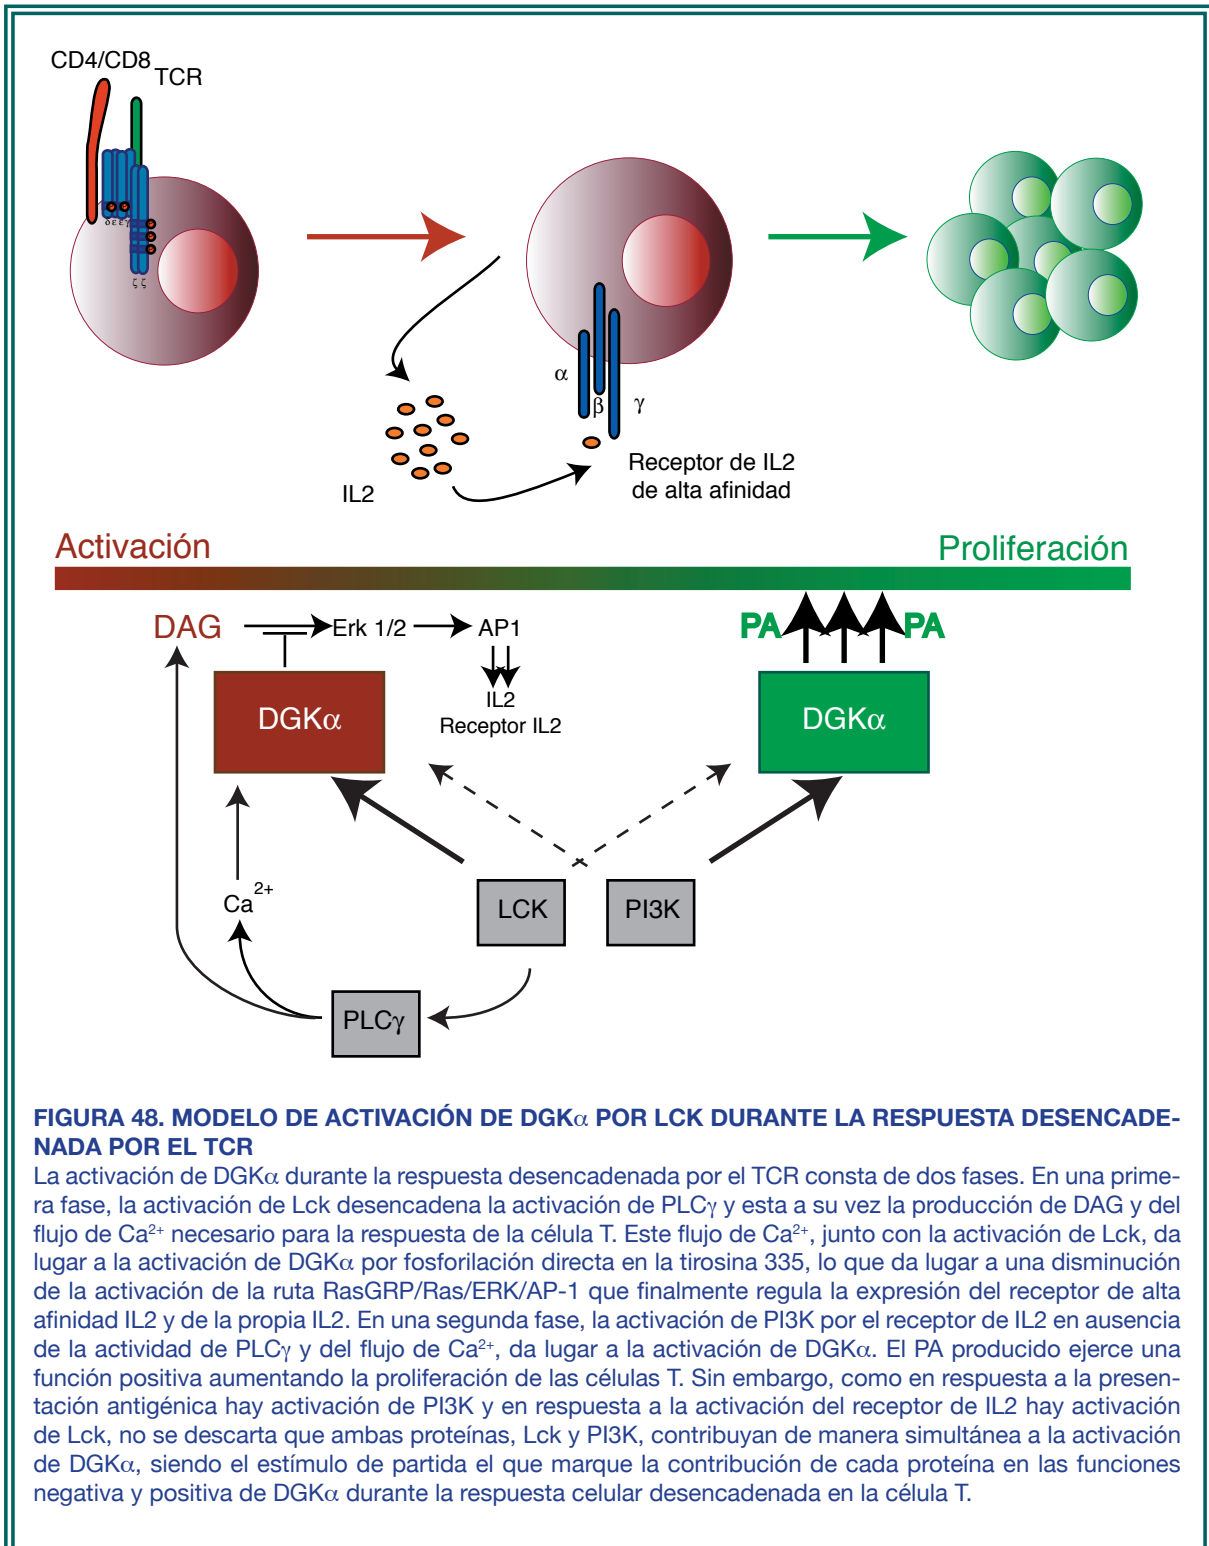 CD4/CD8
TCR
δεεγ
ζ ζ
α
β
γ
IL2
Receptor de IL2
de alta afinidad
Activación
Proliferación
DAG
Erk 1/2
AP1
PA
PA
IL2
Receptor IL2
DGKα
DGKα
Ca2+
LCK
PI3K
PLCγ
FIGURA 48. MODELO DE ACTIVACIÓN DE DGKα POR LCK DURANTE LA RESPUESTA DESENCADE-
NADA POR EL TCR
La activación de DGKα durante la respuesta desencadenada por el TCR consta de dos fases. En una prime-
ra fase, la activación de Lck desencadena la activación de PLCγ y esta a su vez la producción de DAG y del
flujo de Ca2+ necesario para la respuesta de la célula T. Este flujo de Ca2+, junto con la activación de Lck, da
lugar a la activación de DGKα por fosforilación directa en la tirosina 335, lo que da lugar a una disminución
de la activación de la ruta RasGRP/Ras/ERK/AP-1 que finalmente regula la expresión del receptor de alta
afinidad IL2 y de la propia IL2. En una segunda fase, la activación de PI3K por el receptor de IL2 en ausencia
de la actividad de PLCγ y del flujo de Ca2+, da lugar a la activación de DGKα. El PA producido ejerce una
función positiva aumentando la proliferación de las células T. Sin embargo, como en respuesta a la presen-
tación antigénica hay activación de PI3K y en respuesta a la activación del receptor de IL2 hay activación
de Lck, no se descarta que ambas proteínas, Lck y PI3K, contribuyan de manera simultánea a la activación
de DGKα, siendo el estímulo de partida el que marque la contribución de cada proteína en las funciones
negativa y positiva de DGKα durante la respuesta celular desencadenada en la célula T.